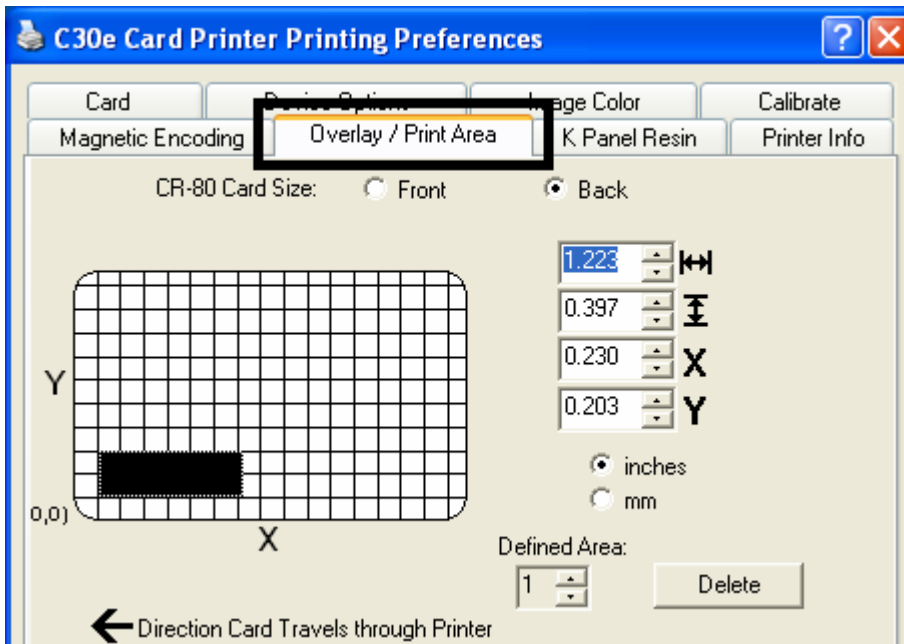 C30e Card Printer Printing Preferences
Card Device Options Image Color Calibrate
Magnetic Encoding Overlay / Print Area K Panel Resin Printer Info
CR-80 Card Size: Front Back
1.223
0.397
0.230 X
Y 0.203 Y
inches
mm
0,0)
X
Defined Area:
1 Delete
Direction Card Travels through Printer